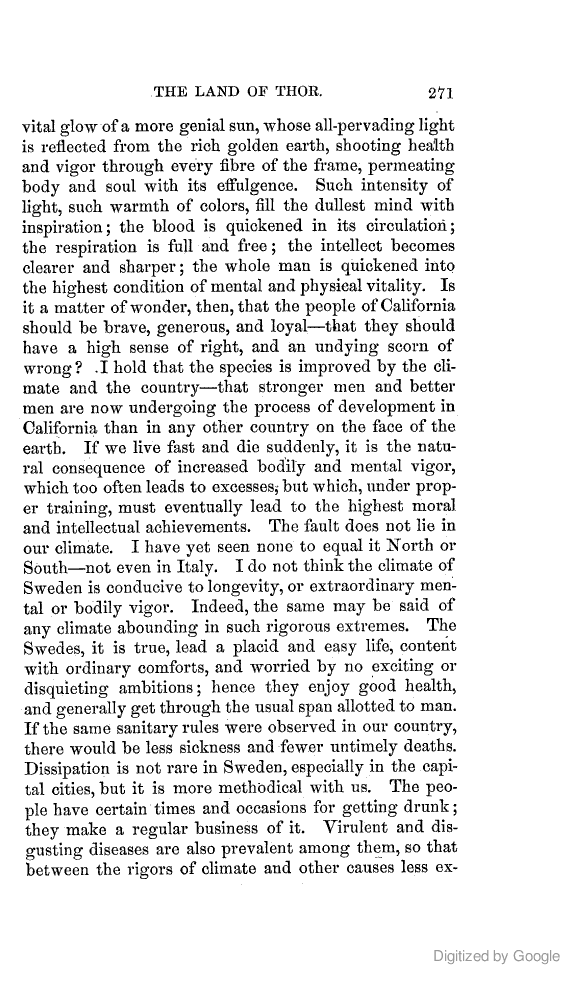 THE LAND OF THOR. 271
vital glow of a more genial sun, whose all-pervading light
is reflected from the rich golden earth, shooting health
and vigor through every fibre of the frame, permeating
body and soul with its effulgence. Such intensity of
light, such warmth of colors, fill the dullest mind with
inspiration; the blood is quickened in its circulation;
the respiration is full and free; the intellect becomes
clearer and sharper; the whole man is quickened into
the highest condition of mental and physical vitality. Is
it a matter of wonder, then, that the people of California
should be brave, generous, and loyal—that they should
have a high sense of right, and an undying scorn of
wrong? I hold that the species is improved by the cli-
mate and the country—that stronger men and better
men are now undergoing the process of development in
California than in any other country on the face of the
earth. If we live fast and die suddenly, it is the natu-
ral consequence of increased bodily and mental vigor,
which too often leads to excesses, but which, under prop-
er training, must eventually lead to the highest moral
and intellectual achievements. The fault does not lie in
our climate. I have yet seen none to equal it North or
South—not even in Italy. I do not think the climate of
Sweden is conducive to longevity, or extraordinary men-
tal or bodily vigor. Indeed, the same may be said of
any climate abounding in such rigorous extremes. The
Swedes, it is true, lead a placid and easy life, content
with ordinary comforts, and worried by no exciting or
disquieting ambitions; hence they enjoy good health,
and generally get through the usual span allotted to man.
If the same sanitary rules were observed in our country,
there would be less sickness and fewer untimely deaths.
Dissipation is not rare in Sweden, especially in the capi-
tal cities, but it is more methodical with us. The peo-
ple have certain times and occasions for getting drunk;
they make a regular business of it. Virulent and dis-
gusting diseases are also prevalent among them, so that
between the rigors of climate and other causes less ex-
Digitized by Google